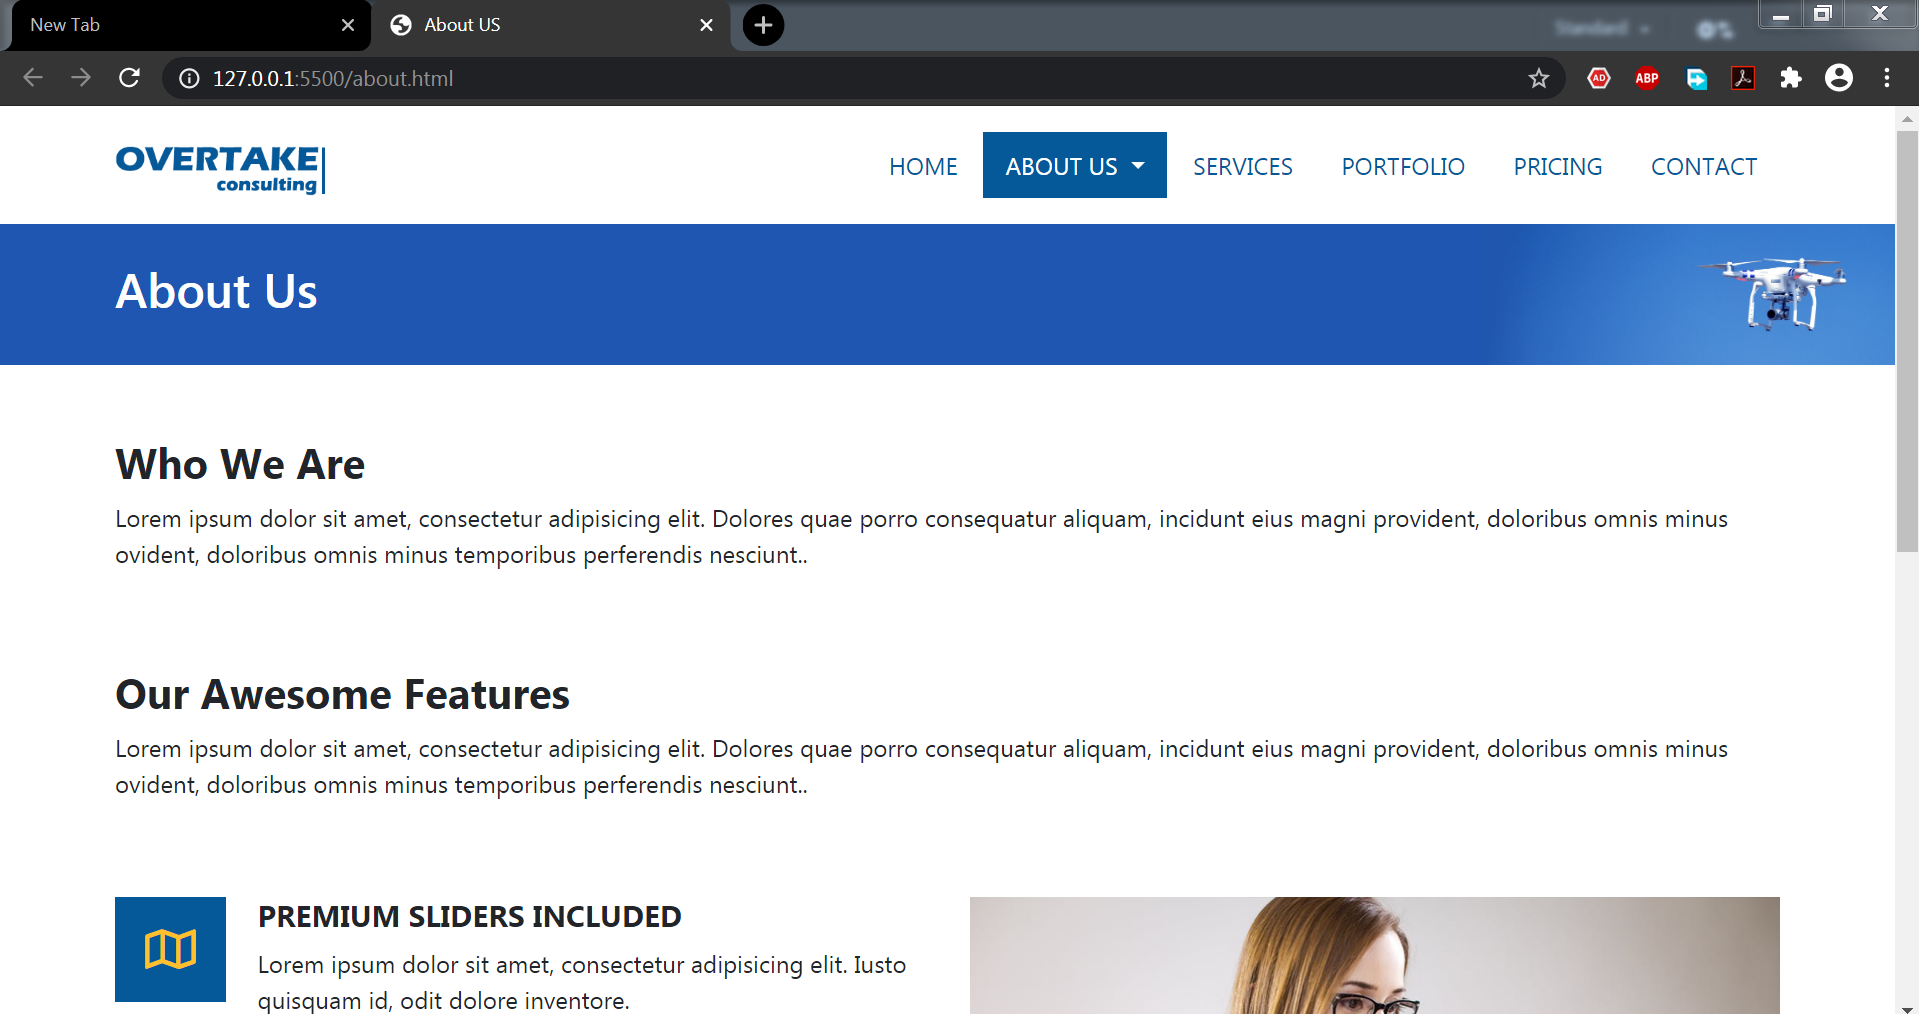 New Tab
About US
Standard
127.0.0.1:5500/about.html
AD
ABP
OVERTAKE
consulting
HOME
ABOUT US
SERVICES
PORTFOLIO
PRICING
CONTACT
About Us
Who We Are
Lorem ipsum dolor sit amet, consectetur adipisicing elit. Dolores quae porro consequatur aliquam, incidunt eius magni provident, doloribus omnis minus
ovident, doloribus omnis minus temporibus perferendis nesciunt..
Our Awesome Features
Lorem ipsum dolor sit amet, consectetur adipisicing elit. Dolores quae porro consequatur aliquam, incidunt eius magni provident, doloribus omnis minus
ovident, doloribus omnis minus temporibus perferendis nesciunt..
PREMIUM SLIDERS INCLUDED
Lorem ipsum dolor sit amet, consectetur adipisicing elit. Iusto
quisquam id, odit dolore inventore.